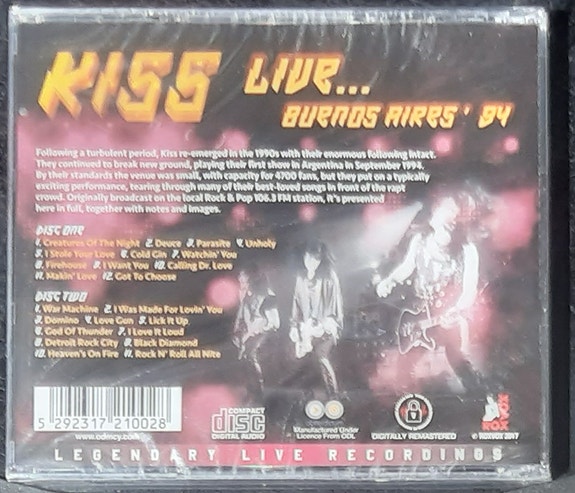 KISS LIVE...
BUENOS AIRES '94
Following a turbulent period, Kiss re-emerged in the 1990s with their enormous following intact.
They continued to break new ground, playing their first show in Argentina in September 1994.
By their standards the venue was small, with capacity for 4700 fans, but they put on a typically
exciting performance, tearing through many of their best-loved songs in front of the rapt
crowd. Originally broadcast on the local Rock & Pop 106.3 FM station, it's presented
here in full, together with notes and images.
DISC ONE
1. Creatures Of The Night 2. Deuce 3. Parasite 4. Unholy
5. I Stole Your Love 6. Cold Gin 7. Watchin' You
8. Firehouse 9. I Want You 10. Calling Dr. Love
11. Makin' Love 12. Got To Choose
DISC TWO
1. War Machine 2. I Was Made For Lovin' You
3. Domino 4. Love Gun 5. Lick It Up
6. God Of Thunder 7. I Love It Loud
8. Detroit Rock City 9. Black Diamond
10. Heaven's On Fire 11. Rock N' Roll All Nite
5 292317 210028
www.odmcy.com
COMPACT
disc
DIGITAL AUDIO
Manufactured Under
Licence From ODL
DIGITALLY REMASTERED
ROX
VOX
© ROXVOX 2017
LEGENDARY LIVE RECORDINGS